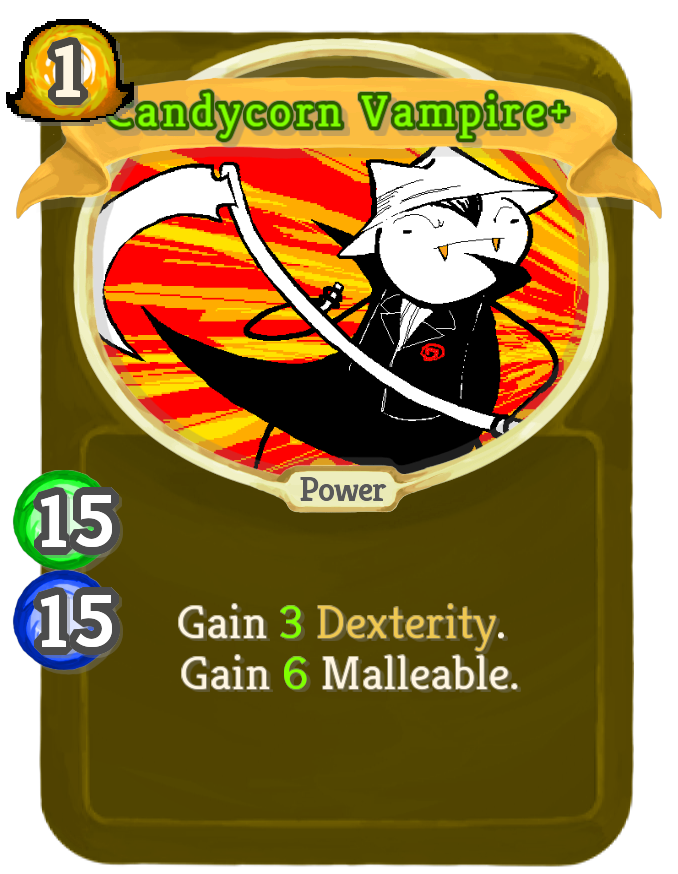 1
Candycorn Vampire+
Power
15
15
Gain 3 Dexterity.
Gain 6 Malleable.